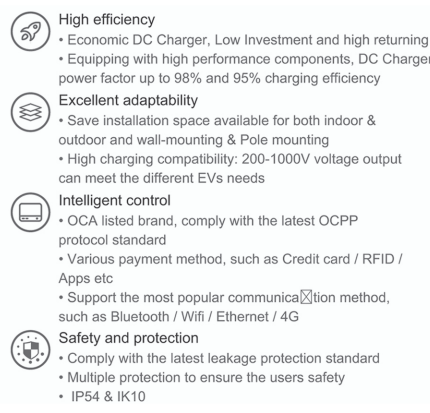 High efficiency
• Economic DC Charger, Low Investment and high returning
• Equipping with high performance components, DC Charger
power factor up to 98% and 95% charging efficiency
Excellent adaptability
• Save installation space available for both indoor &
outdoor and wall-mounting & Pole mounting
• High charging compatibility: 200-1000V voltage output
can meet the different EVs needs
Intelligent control
• OCA listed brand, comply with the latest OCPP
protocol standard
• Various payment method, such as Credit card / RFID /
Apps etc
• Support the most popular communica☒tion method,
such as Bluetooth / Wifi / Ethernet / 4G
Safety and protection
• Comply with the latest leakage protection standard
• Multiple protection to ensure the users safety
• IP54 & IK10